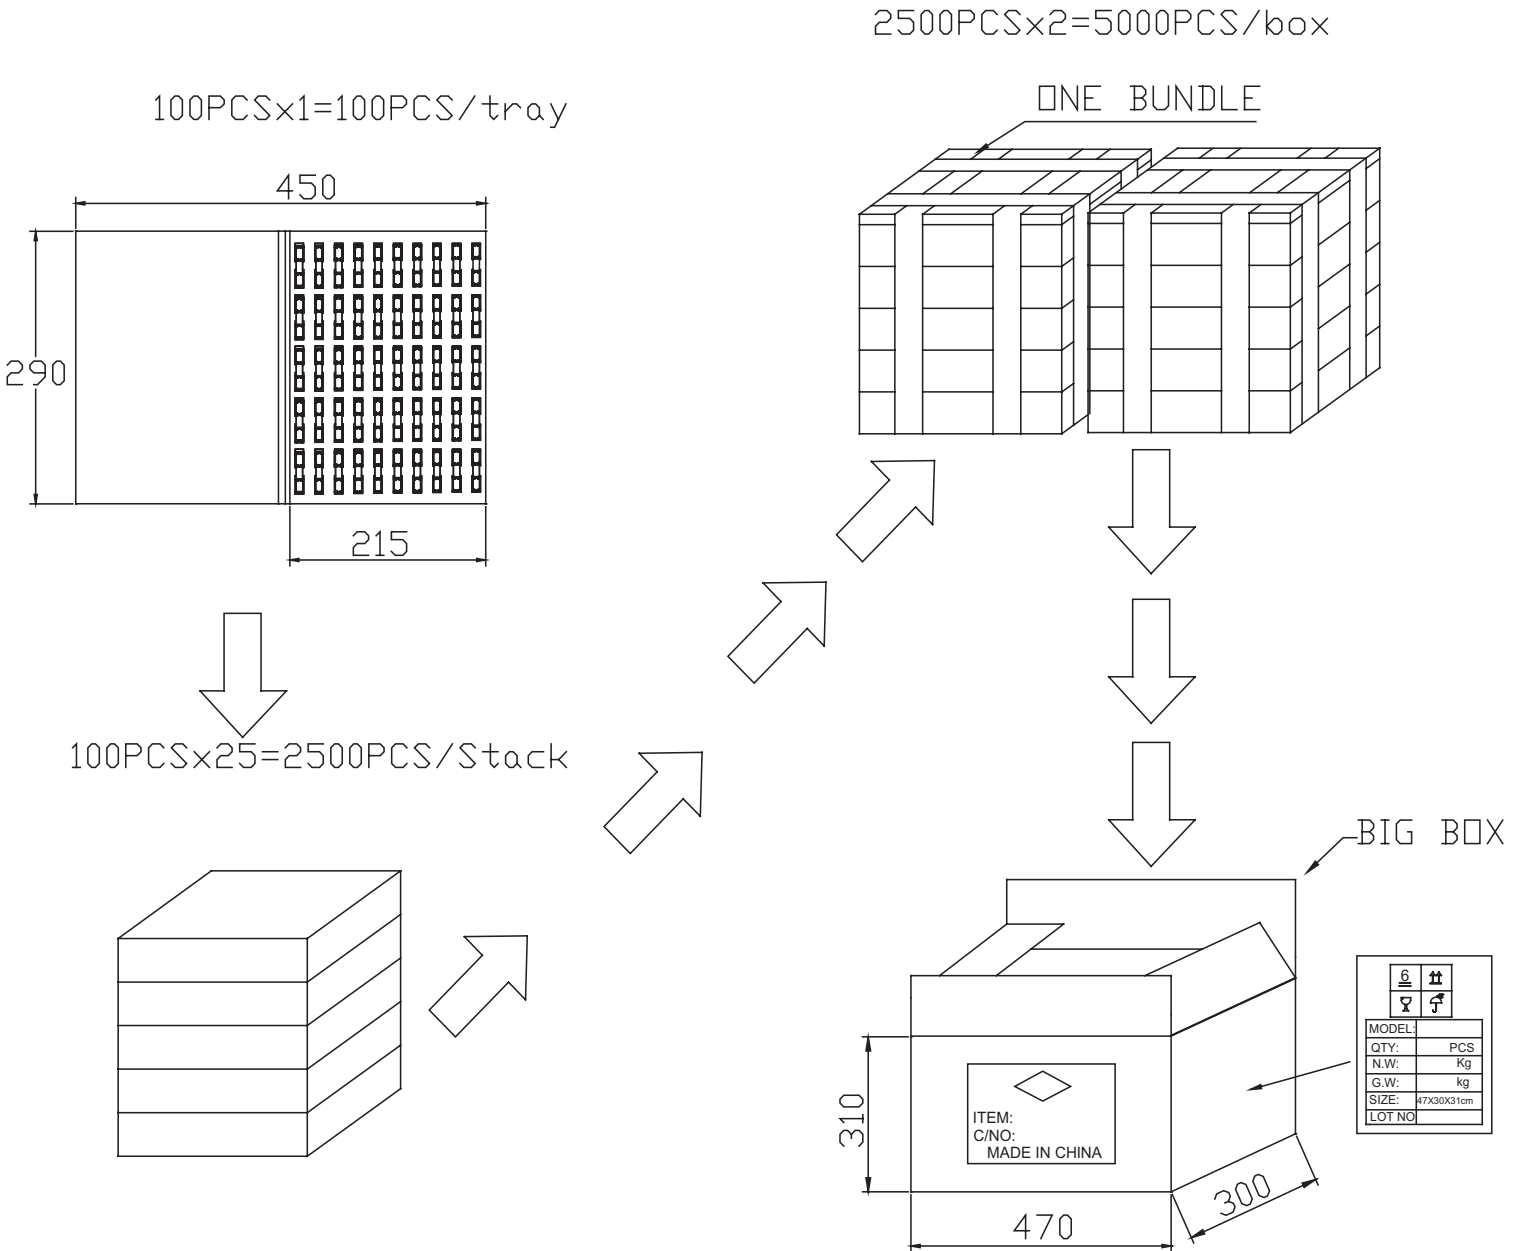 2500PCSx2=5000PCS/box
ONE BUNDLE
100PCSx1=100PCS/tray
450
290
215
100PCSx25=2500PCS/Stack
BIG BOX
6
MODEL:
QTY: PCS
N.W: Kg
G.W: kg
SIZE: 47X30X31cm
LOT NO
310
ITEM:
C/NO:
MADE IN CHINA
300
470